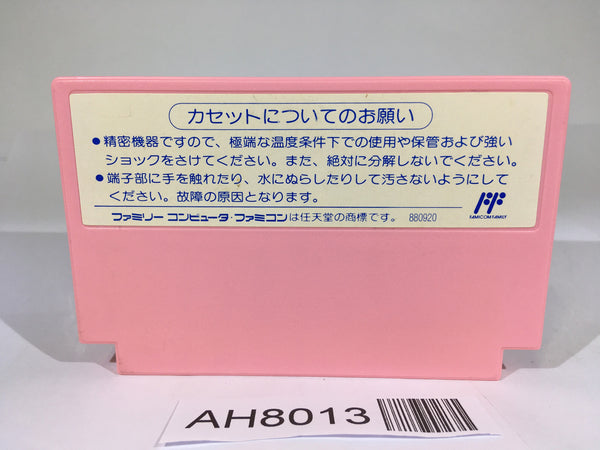 カセットについてのお願い
●精密機器ですので、極端な温度条件下での使用や保管および強い
ショックをさけてください。また、絶対に分解しないでください。
●端子部に手を触れたり、水にぬらしたりして汚さないようにして
ください。故障の原因となります。
ファミリー コンピュータ・ファミコンは任天堂の商標です。 880920
FAMICOM FAMILY
AH8013